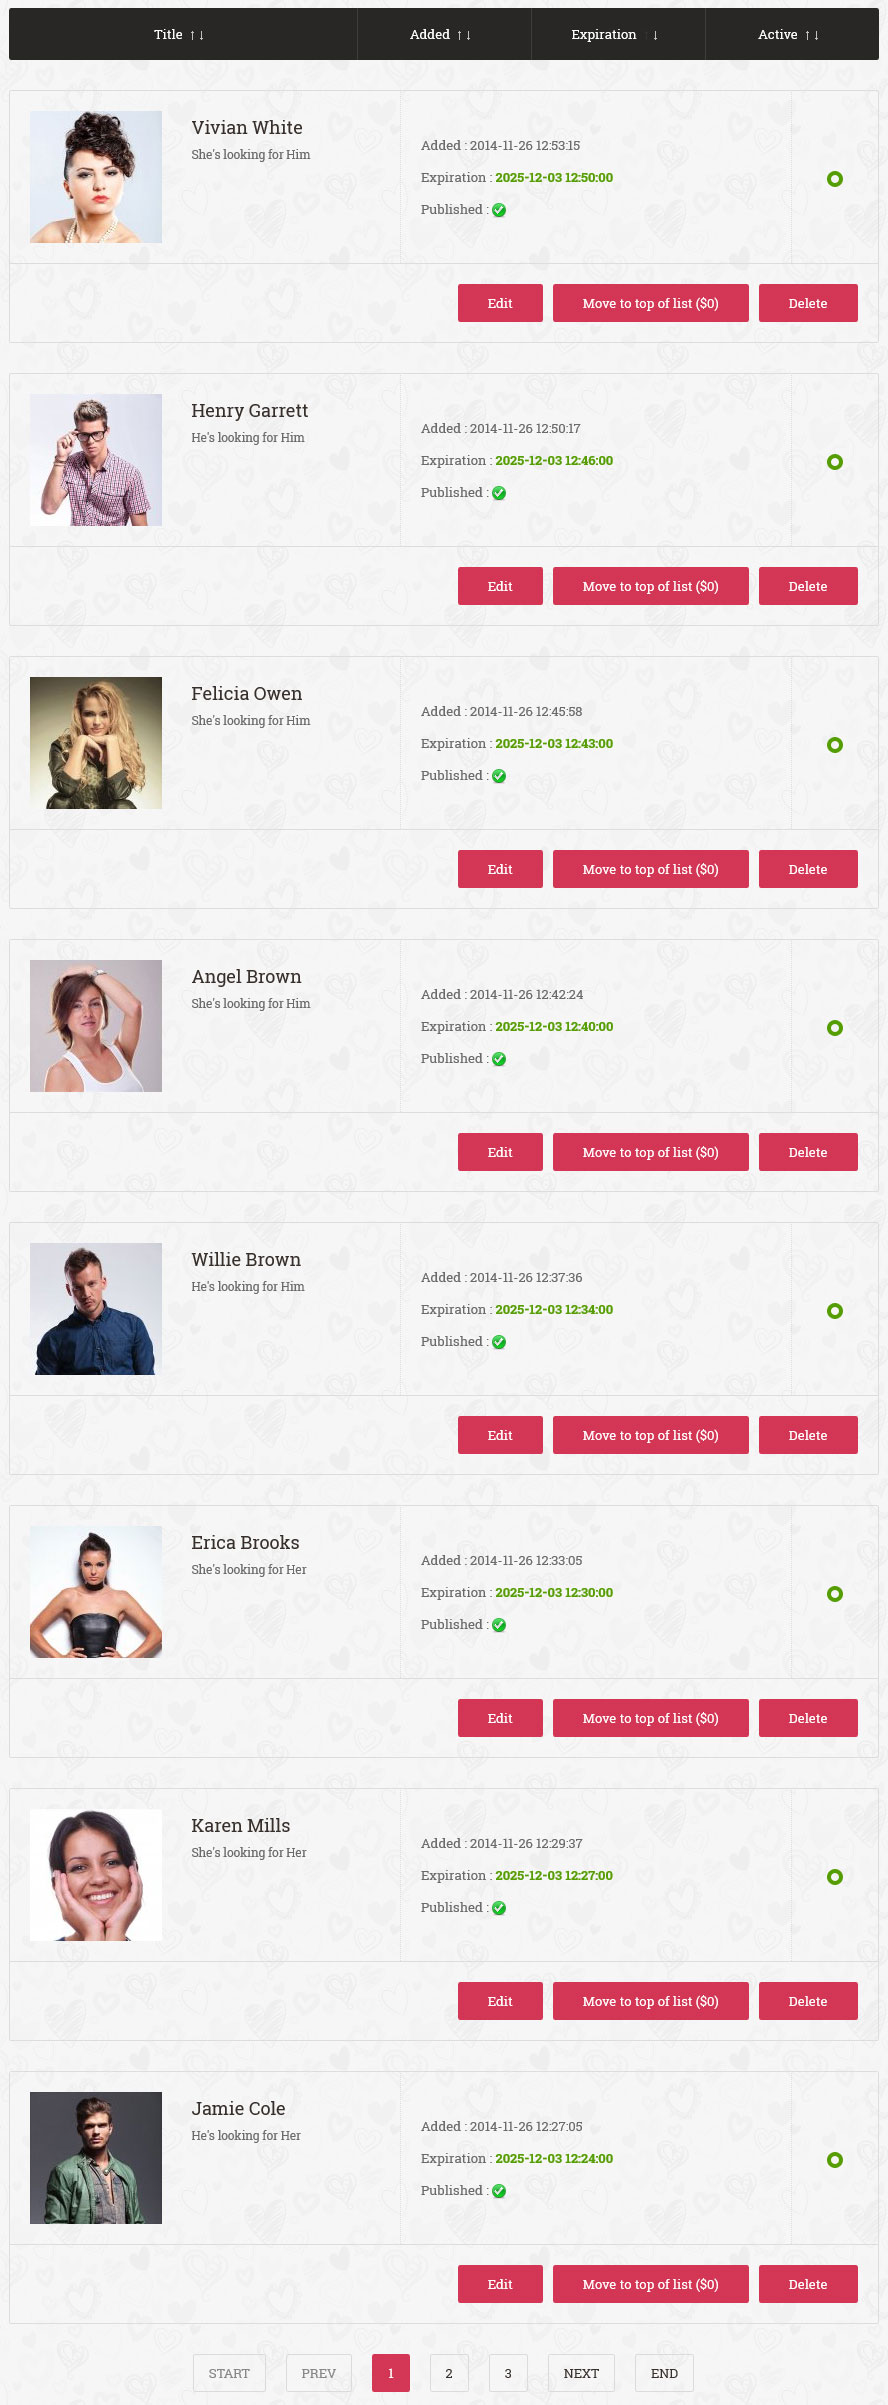 Title ↑↓ Added ↑↓ Expiration ↓ Active ↑↓
Vivian White
She's looking for Him
Added : 2014-11-26 12:53:15
Expiration : 2025-12-03 12:50:00
Published :
Edit Move to top of list ($0) Delete
Henry Garrett
He's looking for Him
Added : 2014-11-26 12:50:17
Expiration : 2025-12-03 12:46:00
Published :
Edit Move to top of list ($0) Delete
Felicia Owen
She's looking for Him
Added : 2014-11-26 12:45:58
Expiration : 2025-12-03 12:43:00
Published :
Edit Move to top of list ($0) Delete
Angel Brown
She's looking for Him
Added : 2014-11-26 12:42:24
Expiration : 2025-12-03 12:40:00
Published :
Edit Move to top of list ($0) Delete
Willie Brown
He's looking for Him
Added : 2014-11-26 12:37:36
Expiration : 2025-12-03 12:34:00
Published :
Edit Move to top of list ($0) Delete
Erica Brooks
She's looking for Her
Added : 2014-11-26 12:33:05
Expiration : 2025-12-03 12:30:00
Published :
Edit Move to top of list ($0) Delete
Karen Mills
She's looking for Her
Added : 2014-11-26 12:29:37
Expiration : 2025-12-03 12:27:00
Published :
Edit Move to top of list ($0) Delete
Jamie Cole
He's looking for Her
Added : 2014-11-26 12:27:05
Expiration : 2025-12-03 12:24:00
Published :
Edit Move to top of list ($0) Delete
START PREV 1 2 3 NEXT END